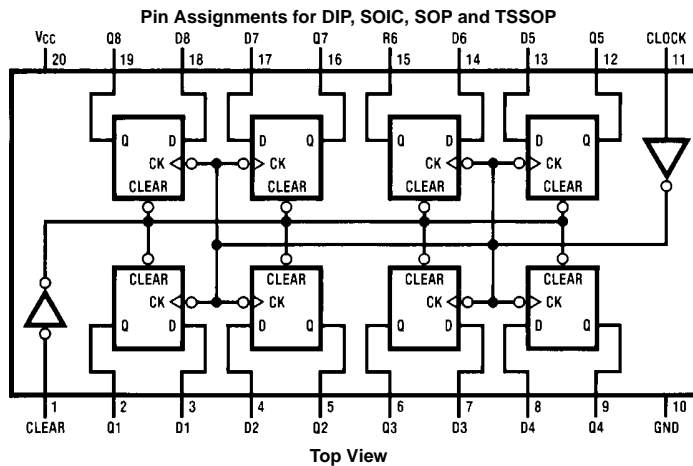 Pin Assignments for DIP, SOIC, SOP and TSSOP
VCC Q8 D8 D7 Q7 R6 D6 D5 Q5 CLOCK
20 19 18 17 16 15 14 13 12 11
Q D D Q Q D D Q
CK CK CK CK
CLEAR CLEAR CLEAR CLEAR
CLEAR CLEAR CLEAR CLEAR
CK CK CK CK
Q D D Q Q D D Q
1 2 3 4 5 6 7 8 9 10
CLEAR Q1 D1 D2 Q2 Q3 D3 D4 Q4 GND
Top View